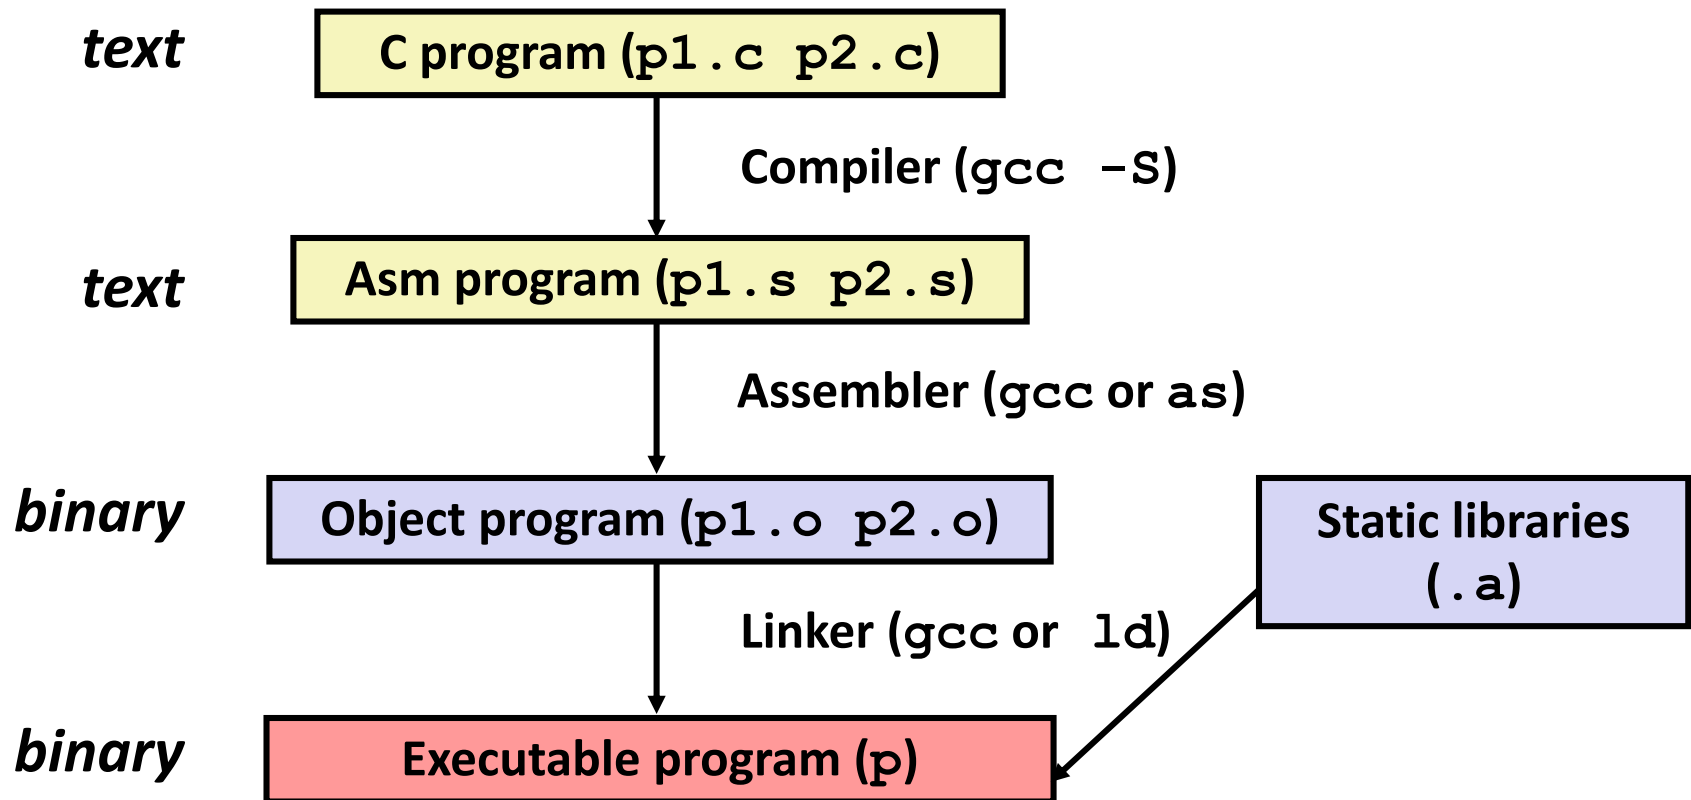 text
C program (p1.c p2.c)
Compiler (gcc -S)
text
Asm program (p1.s p2.s)
Assembler (gcc or as)
binary
Object program (p1.o p2.o)
Static libraries
(.a)
Linker (gcc or ld)
binary
Executable program (p)